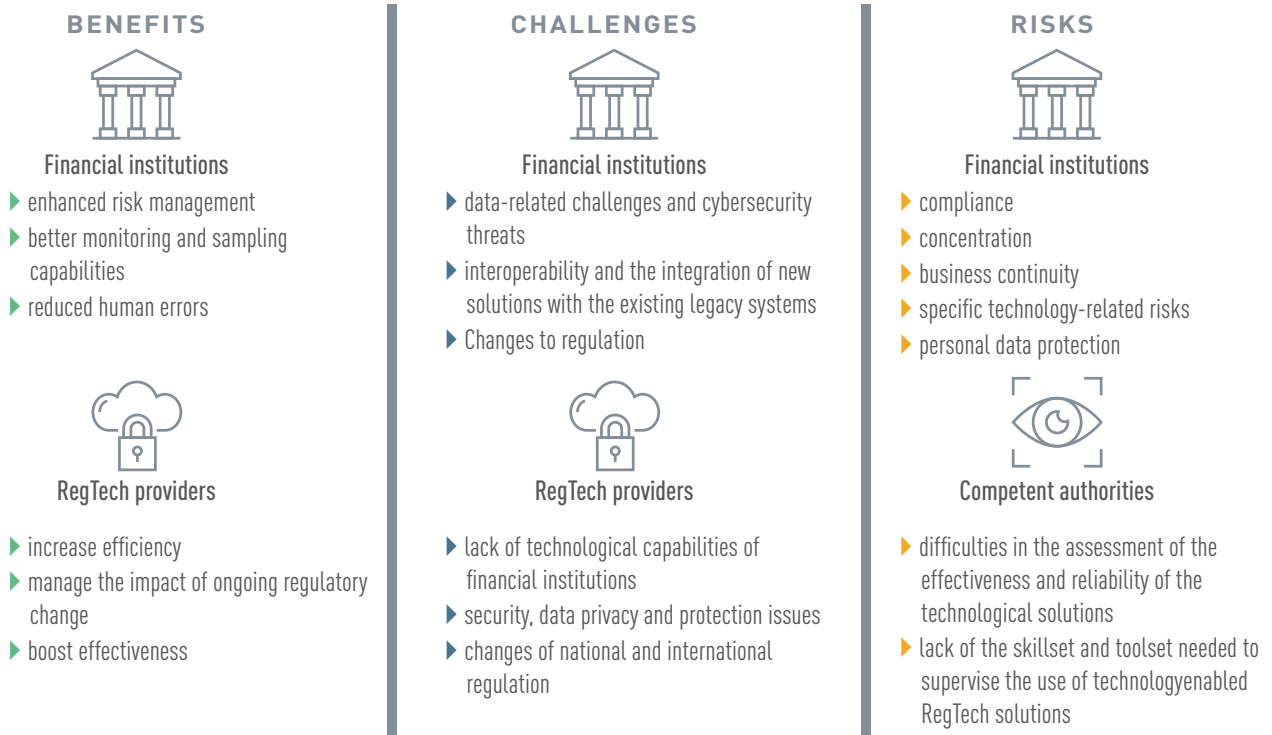 BENEFITS
Financial institutions
enhanced risk management
better monitoring and sampling
capabilities
reduced human errors
RegTech providers
increase efficiency
manage the impact of ongoing regulatory
change
boost effectiveness
CHALLENGES
Financial institutions
data-related challenges and cybersecurity
threats
interoperability and the integration of new
solutions with the existing legacy systems
Changes to regulation
RegTech providers
lack of technological capabilities of
financial institutions
security, data privacy and protection issues
changes of national and international
regulation
RISKS
Financial institutions
compliance
concentration
business continuity
specific technology-related risks
personal data protection
Competent authorities
difficulties in the assessment of the
effectiveness and reliability of the
technological solutions
lack of the skillset and toolset needed to
supervise the use of technologyenabled
RegTech solutions